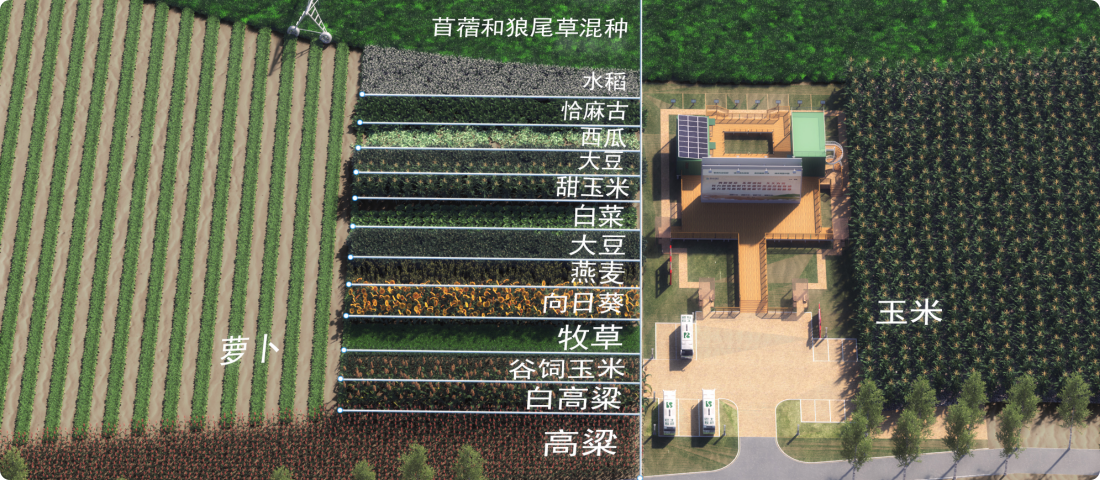 苜蓿和狼尾草混种
水稻
恰麻古
西瓜
大豆
甜玉米
白菜
大豆
燕麦
向日葵
牧草
谷饲玉米
白高粱
高粱
萝卜
玉米